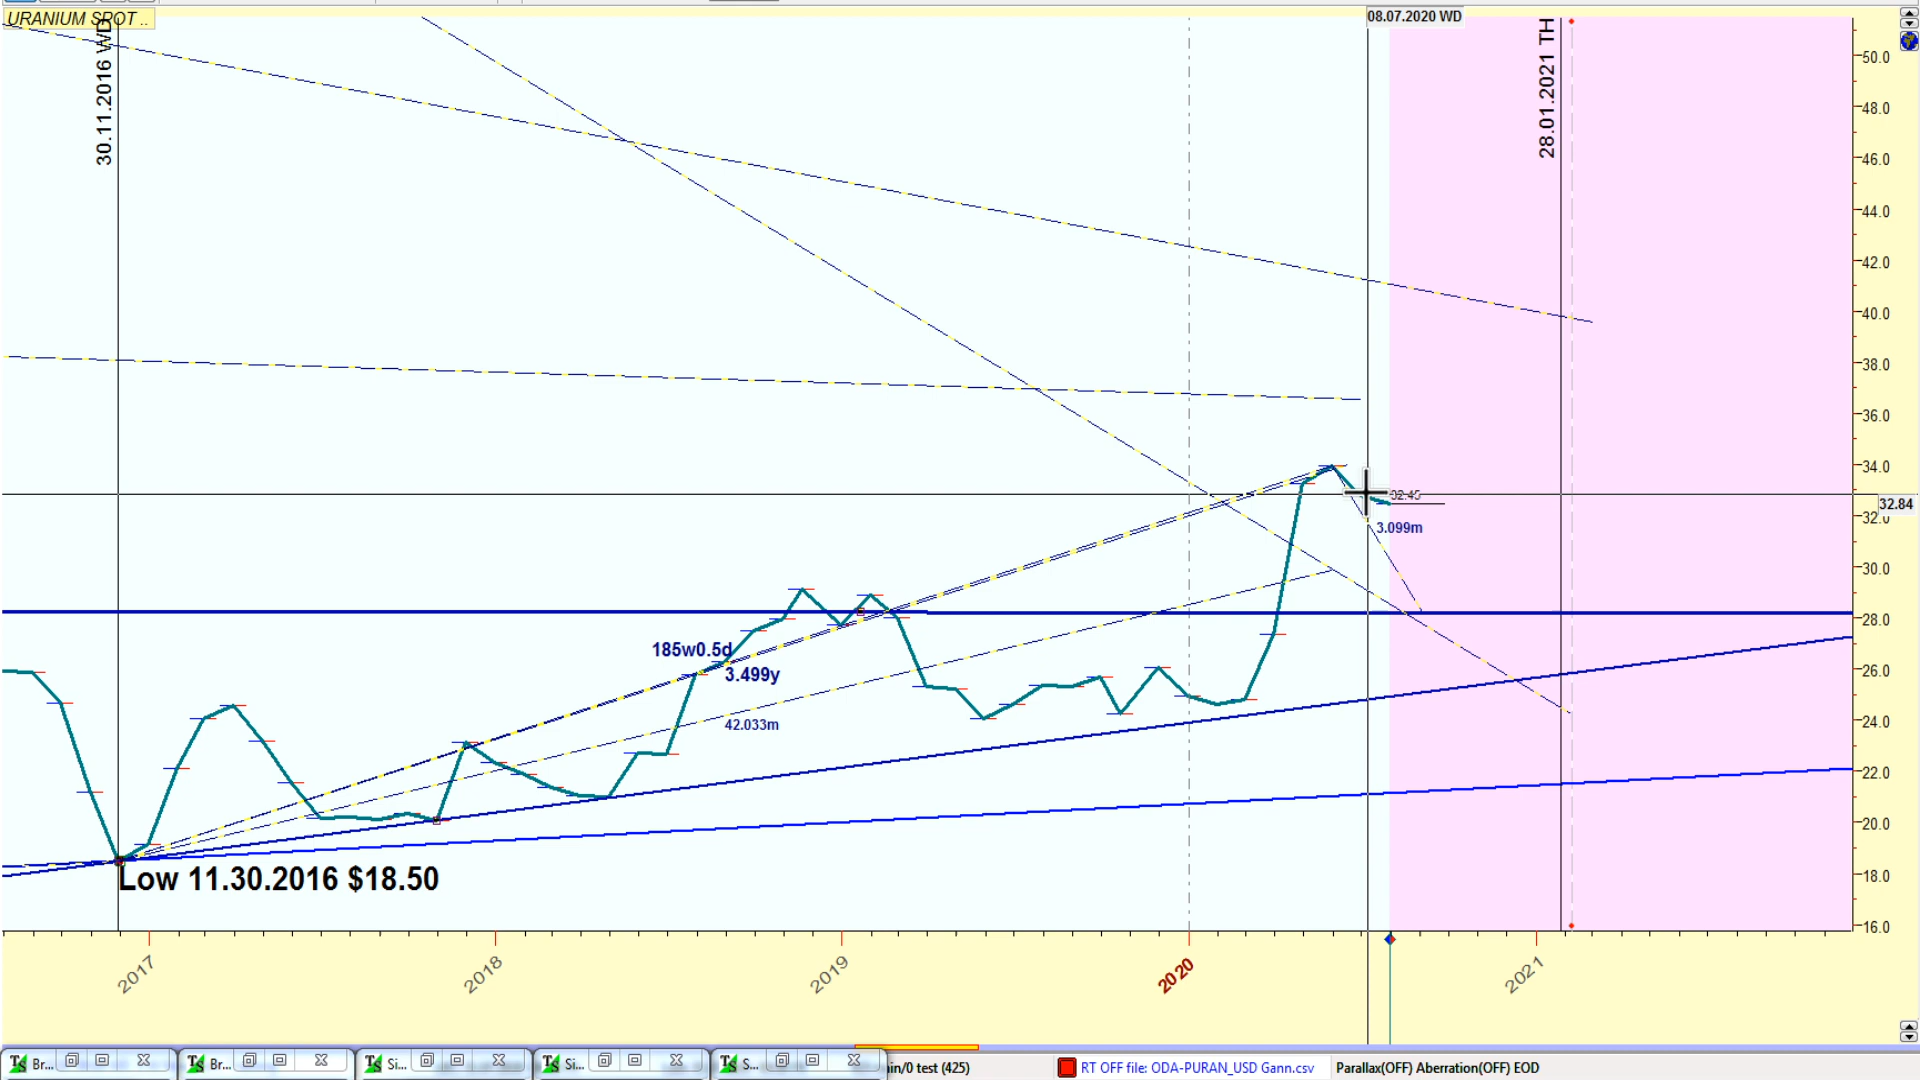 URANIUM SPOT ..
30.11.2016 WD
08.07.2020 WD
28.01.2021 TH
50.0
48.0
46.0
44.0
42.0
40.0
38.0
36.0
34.0
32.84
32.0
30.0
28.0
26.0
24.0
22.0
20.0
18.0
16.0
32.45
3.099m
185w0.5d
3.499y
42.033m
Low 11.30.2016 $18.50
2017
2018
2019
2020
2021
Br...
Br...
Si...
Si...
S...
in/0 test (425)
RT OFF file: ODA-PURAN_USD Gann.csv
Parallax(OFF) Aberration(OFF) EOD